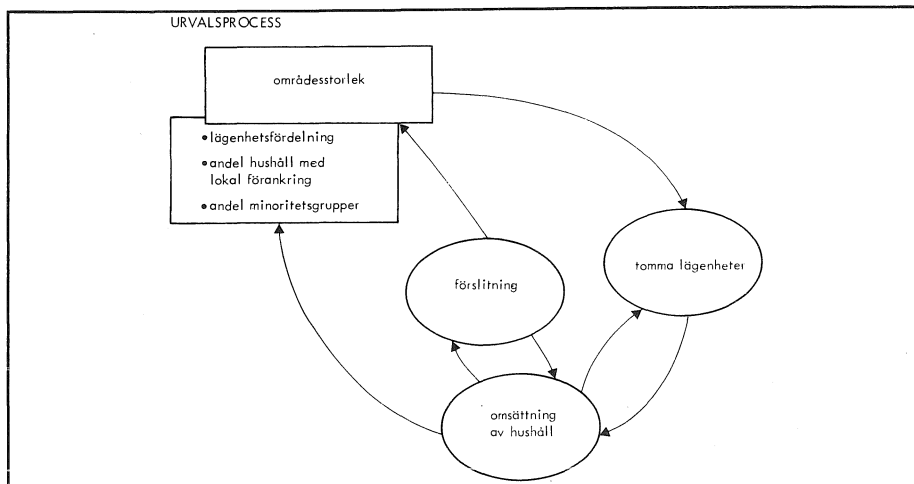 URVALSPROCESS
områdesstorlek
• lägenhetsfördelning
• andel hushåll med
lokal förankring
• andel minoritetsgrupper
tomma lägenheter
förslitning
omsättning
av hushåll